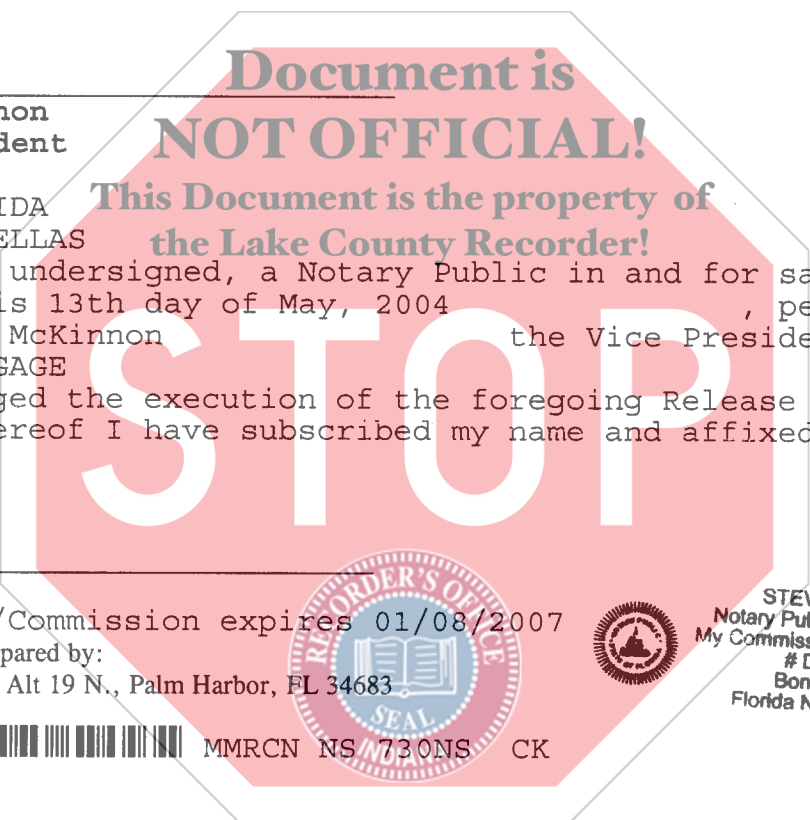 Document is
NOT OFFICIAL!
This Document is the property of
the Lake County Recorder!
STOP
non
dent
IDA
ELLAS
undersigned, a Notary Public in and for sa
is 13th day of May, 2004 , pe
McKinnon the Vice Preside
GAGE
ged the execution of the foregoing Release
ereof I have subscribed my name and affixed
/Commission expires 01/08/2007
pared by:
Alt 19 N., Palm Harbor, FL 34683
MMRCN NS 730NS CK
RECORDER'S OFFICE
SEAL
INDIANA
STEV
Notary Pub
My Commiss
# D
Bon
Florida N